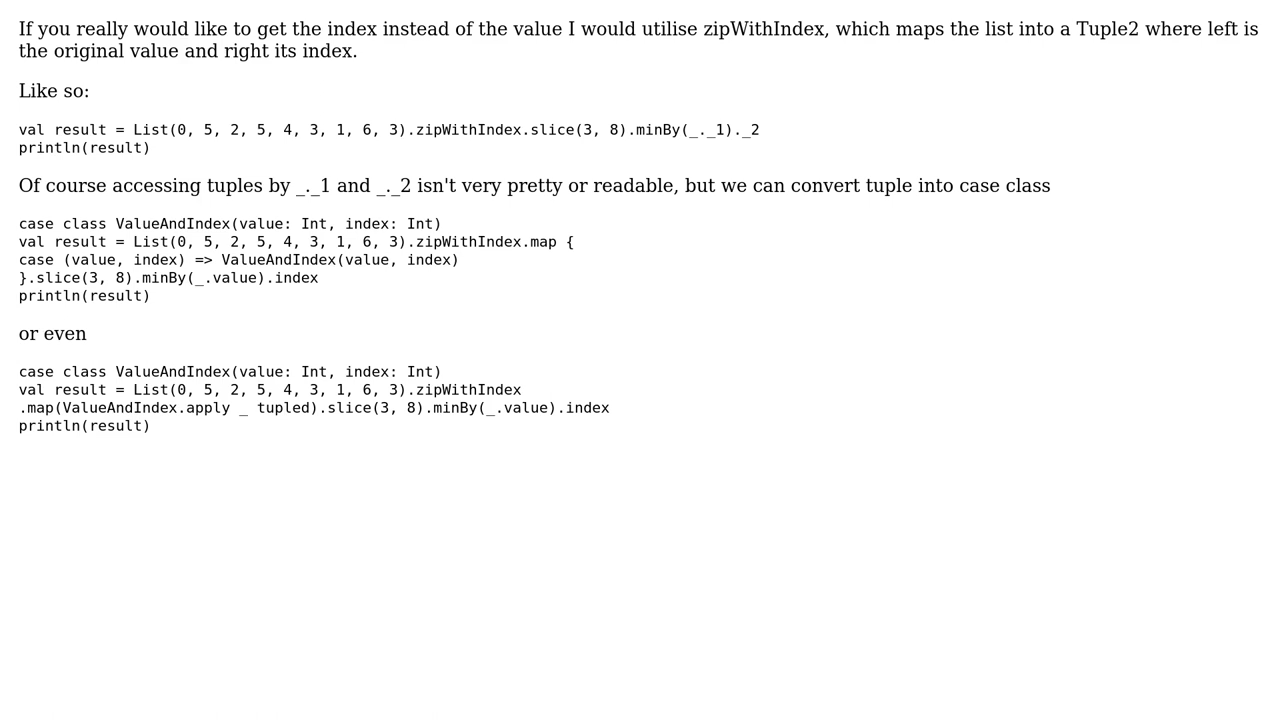 If you really would like to get the index instead of the value I would utilise zipWithIndex, which maps the list into a Tuple2 where left is
the original value and right its index.
Like so:
val result = List(0, 5, 2, 5, 4, 3, 1, 6, 3).zipWithIndex.slice(3, 8).minBy(_._1)._2
println(result)
Of course accessing tuples by _._1 and _._2 isn't very pretty or readable, but we can convert tuple into case class
case class ValueAndIndex(value: Int, index: Int)
val result = List(0, 5, 2, 5, 4, 3, 1, 6, 3).zipWithIndex.map {
case (value, index) => ValueAndIndex(value, index)
}.slice(3, 8).minBy(_.value).index
println(result)
or even
case class ValueAndIndex(value: Int, index: Int)
val result = List(0, 5, 2, 5, 4, 3, 1, 6, 3).zipWithIndex
.map(ValueAndIndex.apply _ tupled).slice(3, 8).minBy(_.value).index
println(result)